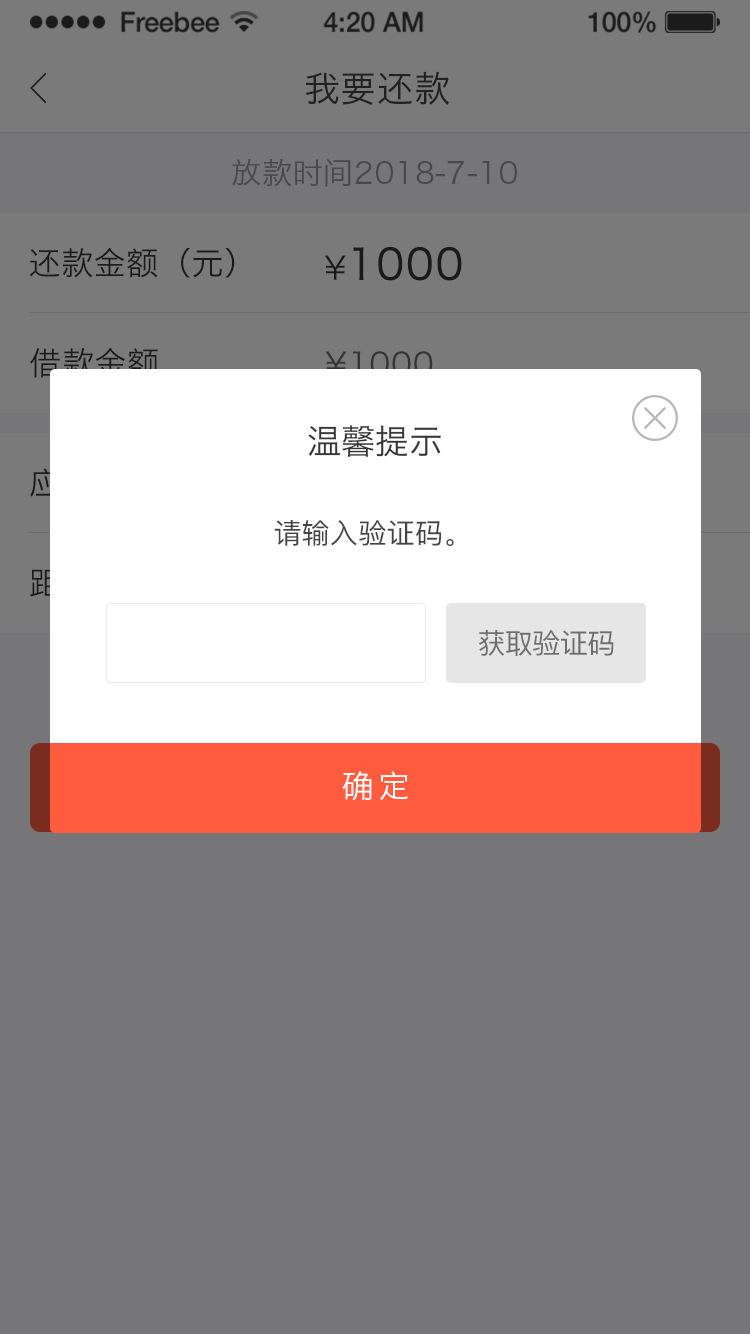 Freebee 4:20 AM 100%
我要还款
放款时间2018-7-10
还款金额（元） ¥1000
借款金额 ¥1000
温馨提示
请输入验证码。
应
距
获取验证码
确定